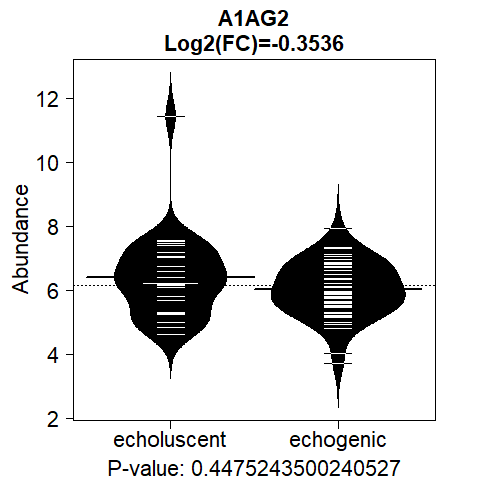 A1AG2
Log2(FC)=-0.3536
Abundance
12
10
8
6
4
2
echoluscent echogenic
P-value: 0.4475243500240527